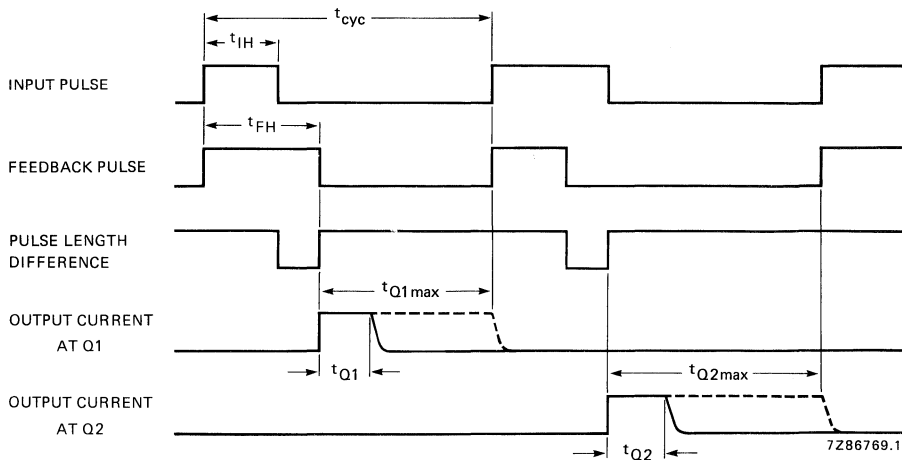 tcyc
tIH
INPUT PULSE
tFH
FEEDBACK PULSE
PULSE LENGTH
DIFFERENCE
tQ1max
OUTPUT CURRENT
AT Q1
tQ1
tQ2max
OUTPUT CURRENT
AT Q2
tQ2
7Z86769.1